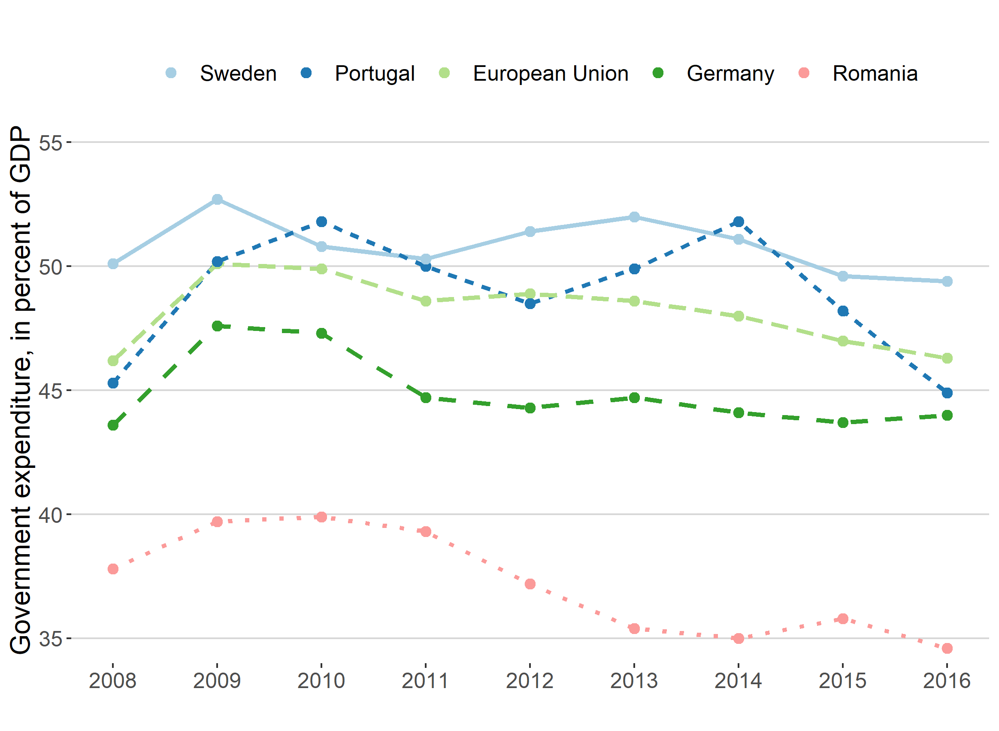 Sweden Portugal European Union Germany Romania
Government expenditure, in percent of GDP
55
50
45
40
35
2008 2009 2010 2011 2012 2013 2014 2015 2016